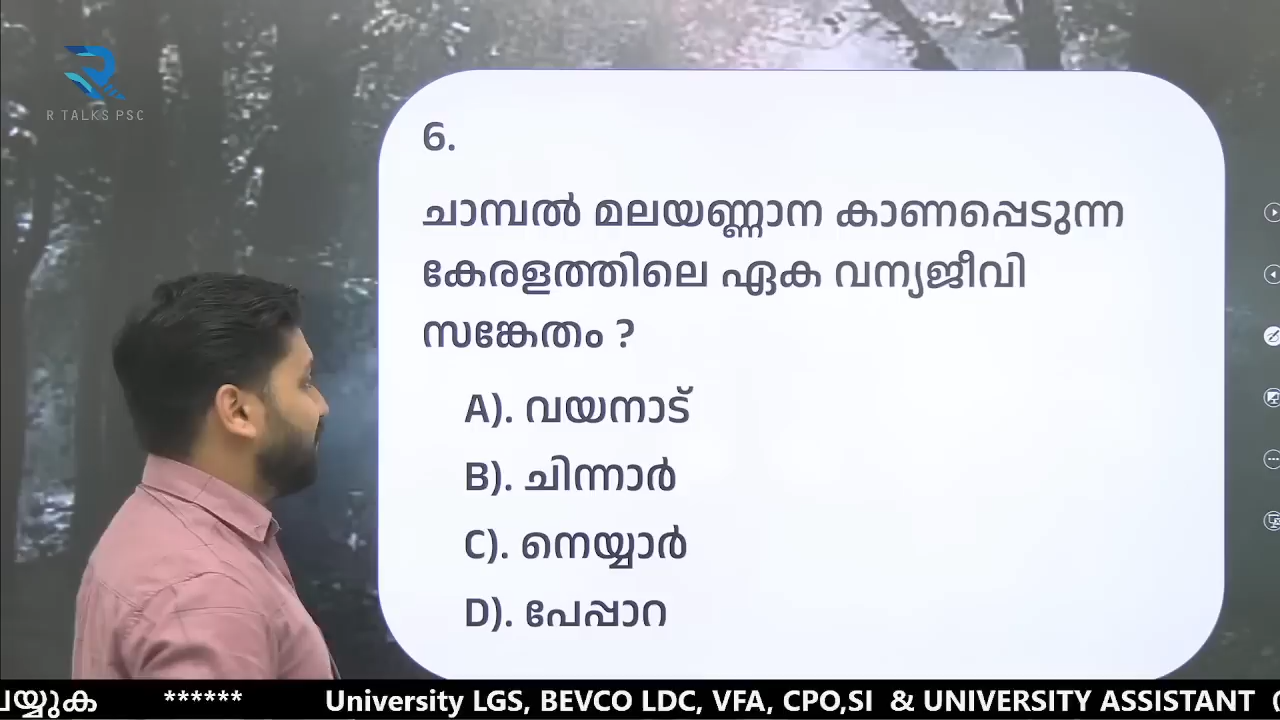 R TALKS PSC
6.
ചാമ്പൽ മലയണ്ണാന കാണപ്പെടുന്ന
കേരളത്തിലെ ഏക വന്യജീവി
സങ്കേതം ?
A). വയനാട്
B). ചിന്നാർ
C). നെയ്യാർ
D). പേപ്പാറ
****** University LGS, BEVCO LDC, VFA, CPO,SI & UNIVERSITY ASSISTANT (